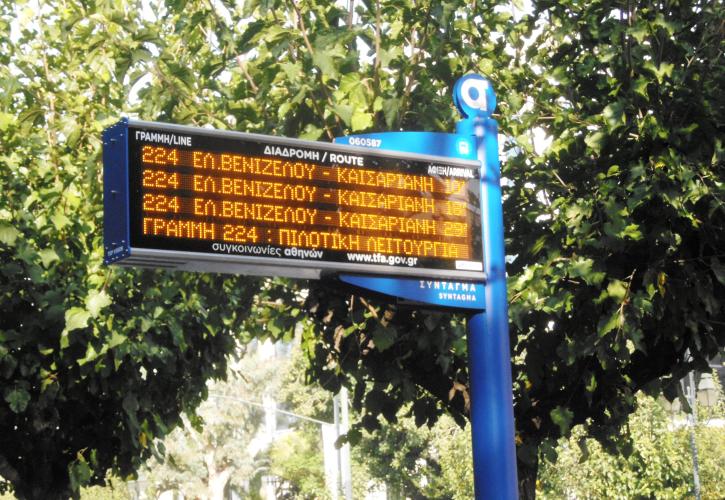 060587
ΓΡΑΜΜΗ/LINE ΔΙΑΔΡΟΜΗ / ROUTE ΑΦΙΞΗ/ARRIVAL
224 ΕΛ.ΒΕΝΙΖΕΛΟΥ - ΚΑΙΣΑΡΙΑΝΗ
224 ΕΛ.ΒΕΝΙΖΕΛΟΥ - ΚΑΙΣΑΡΙΑΝΗ
224 ΕΛ.ΒΕΝΙΖΕΛΟΥ - ΚΑΙΣΑΡΙΑΝΗ 29'
ΓΡΑΜΜΗ 224 : ΠΙΛΟΤΙΚΗ ΛΕΙΤΟΥΡΓΙΑ
συγκοινωνίες αθηνών www.tfa.gov.gr
ΣΥΝΤΑΓΜΑ
SYNTAGMA